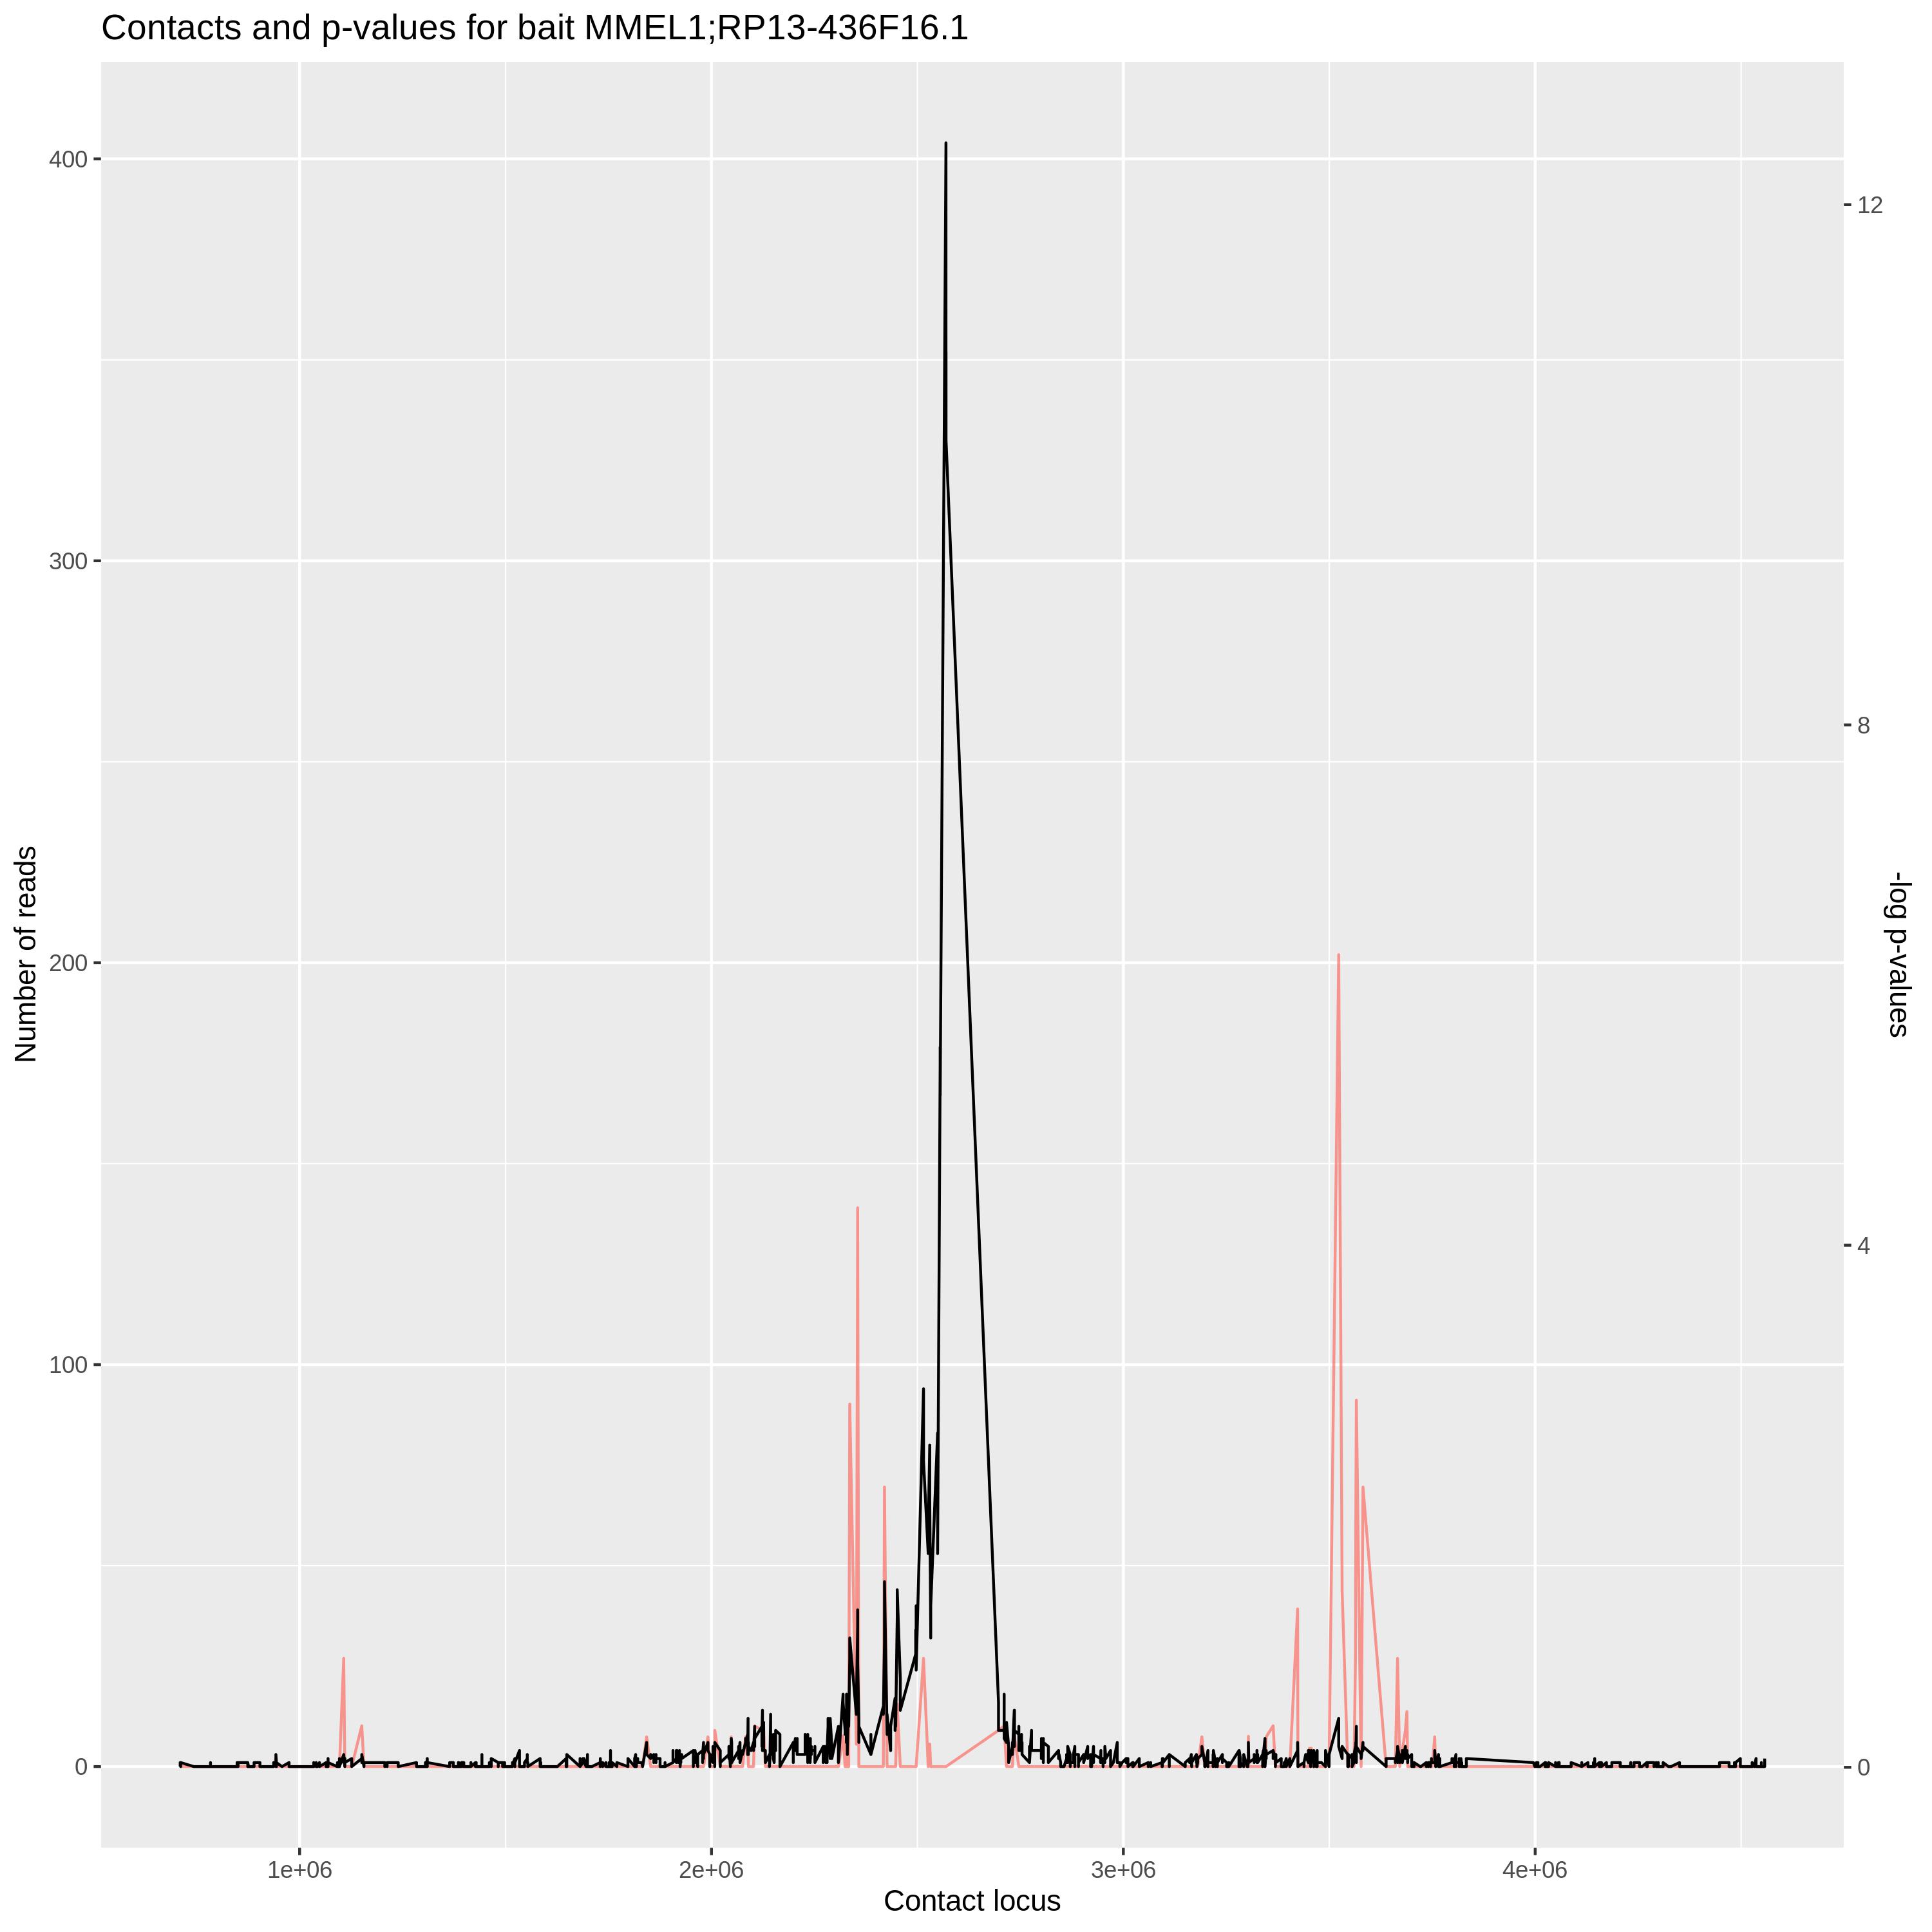 Contacts and p-values for bait MMEL1;RP13-436F16.1
400
300
200
100
0
Number of reads
12
8
4
0
-log p-values
1e+06 2e+06 3e+06 4e+06
Contact locus